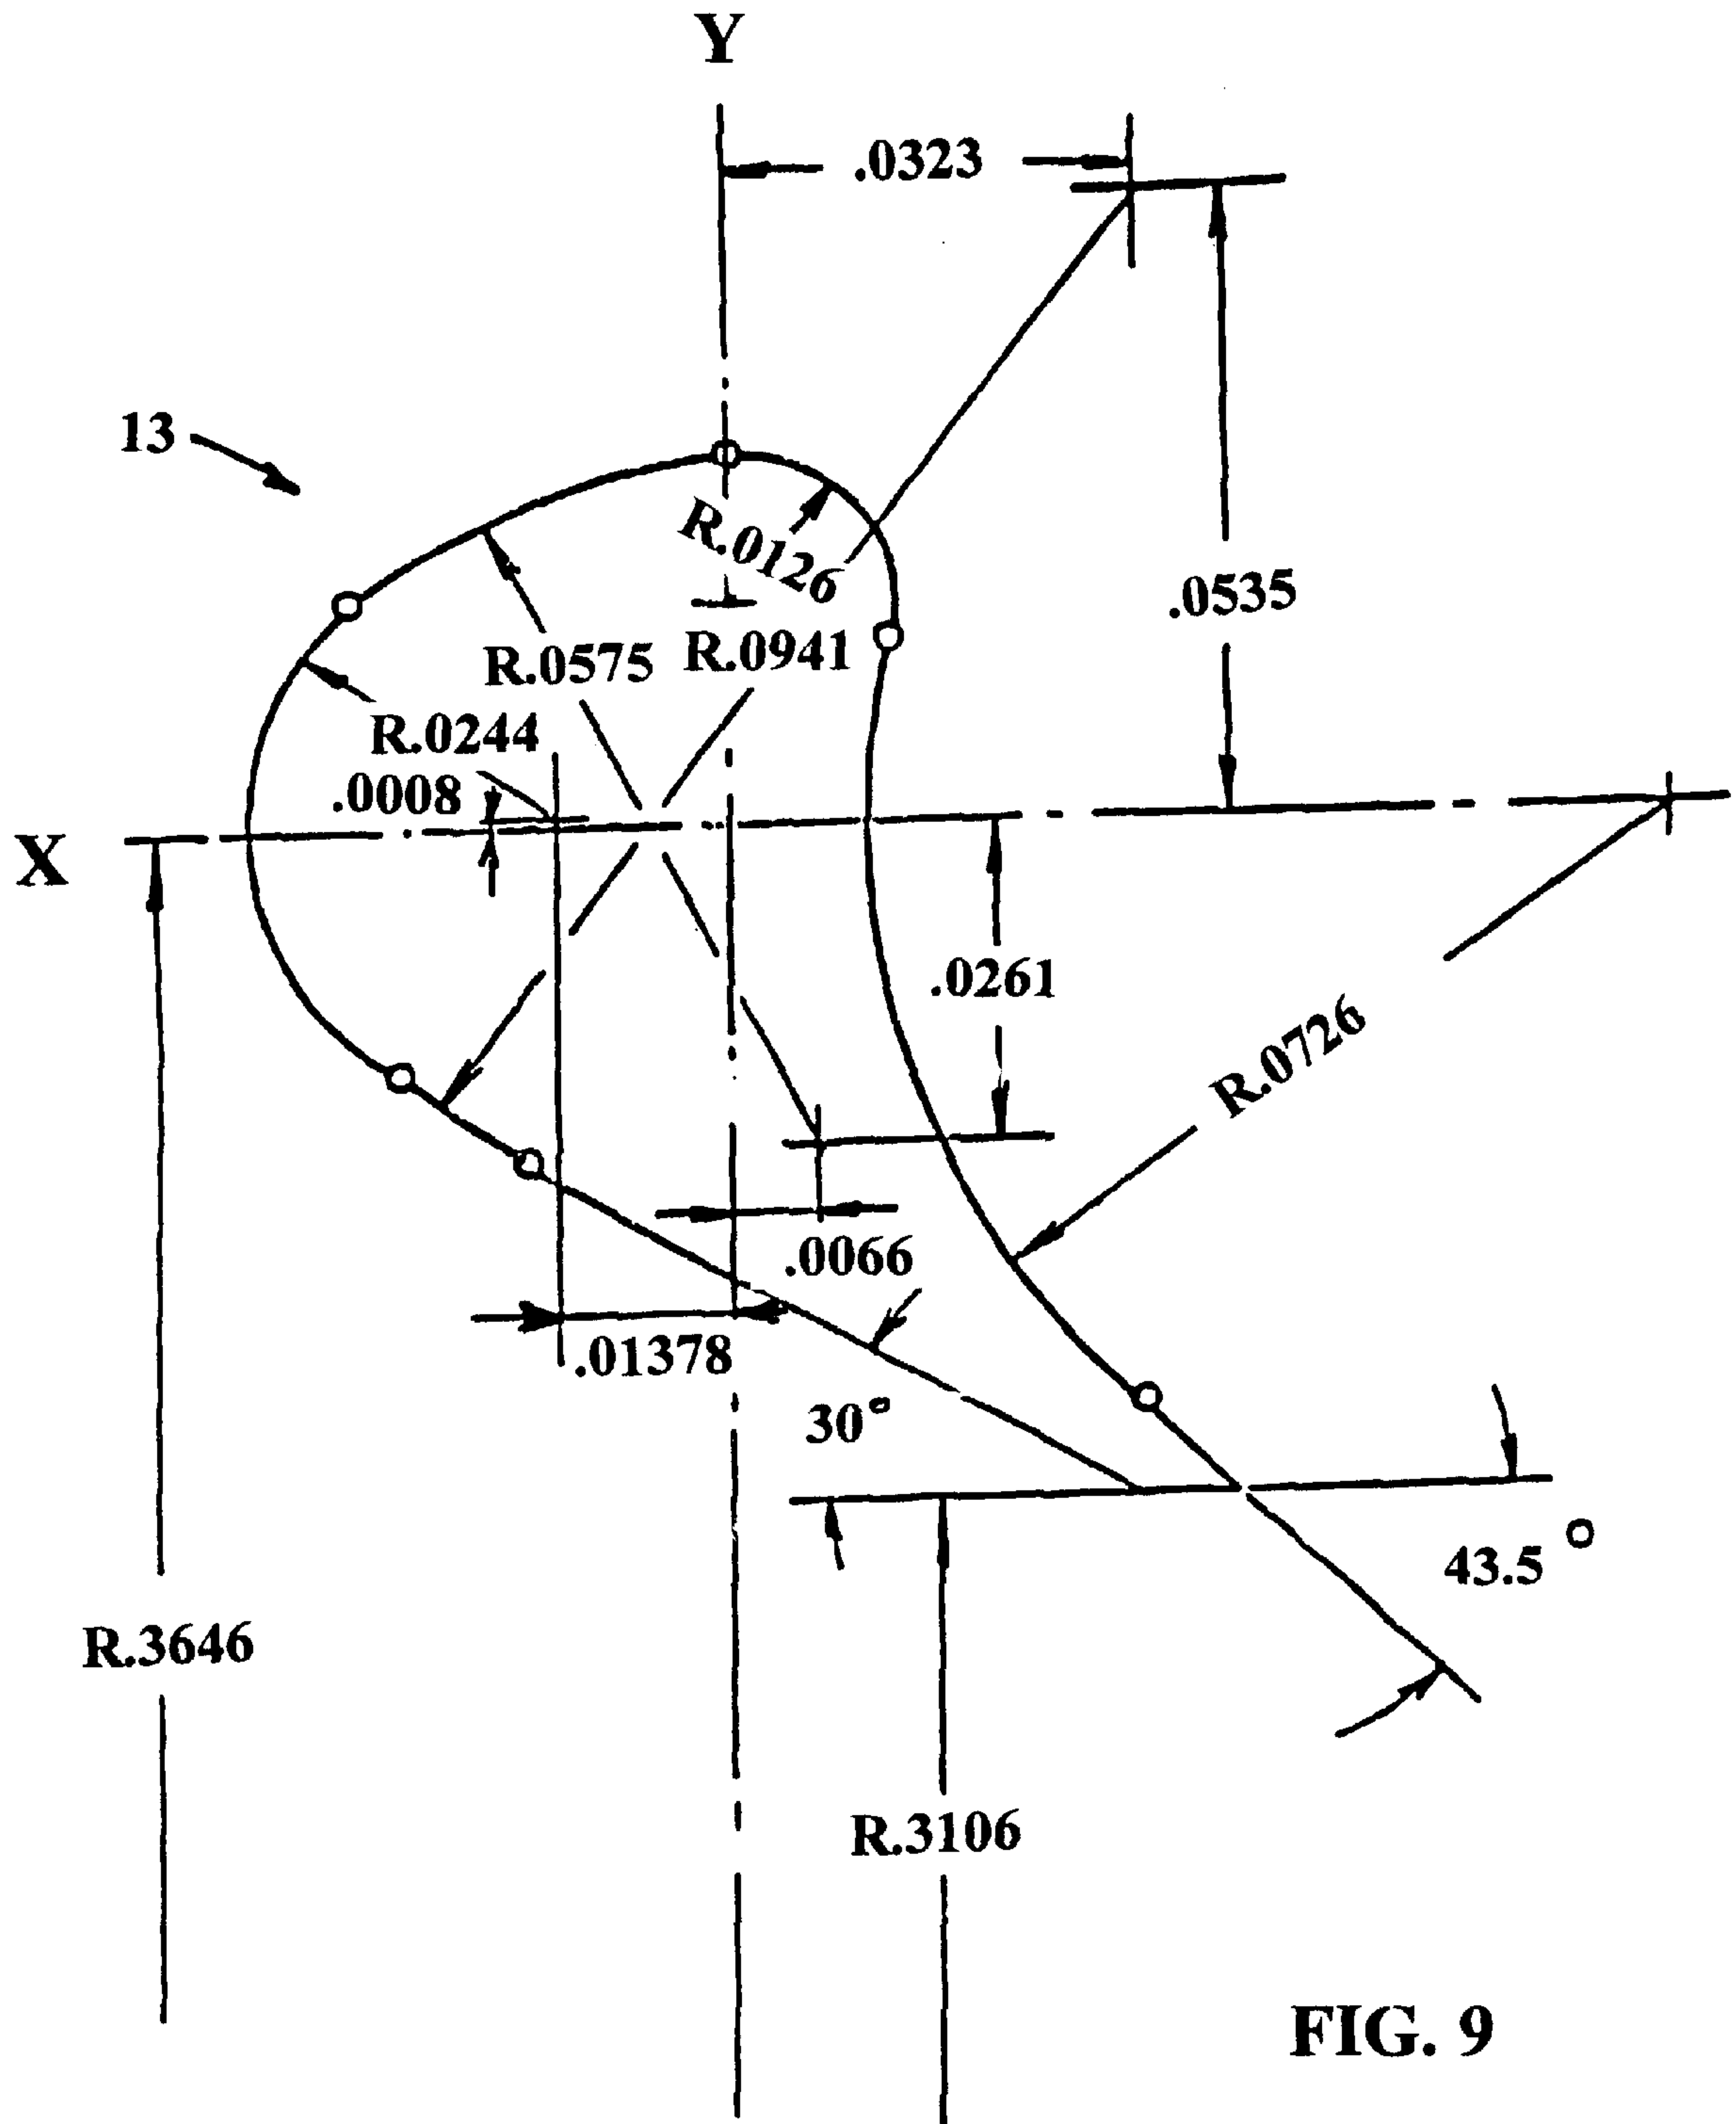 Y
.0323
13
R.0126
.0535
R.0575
R.0941
R.0244
.0008
X
.0261
R.0726
.0066
.01378
30°
43.5°
R.3646
R.3106
FIG. 9